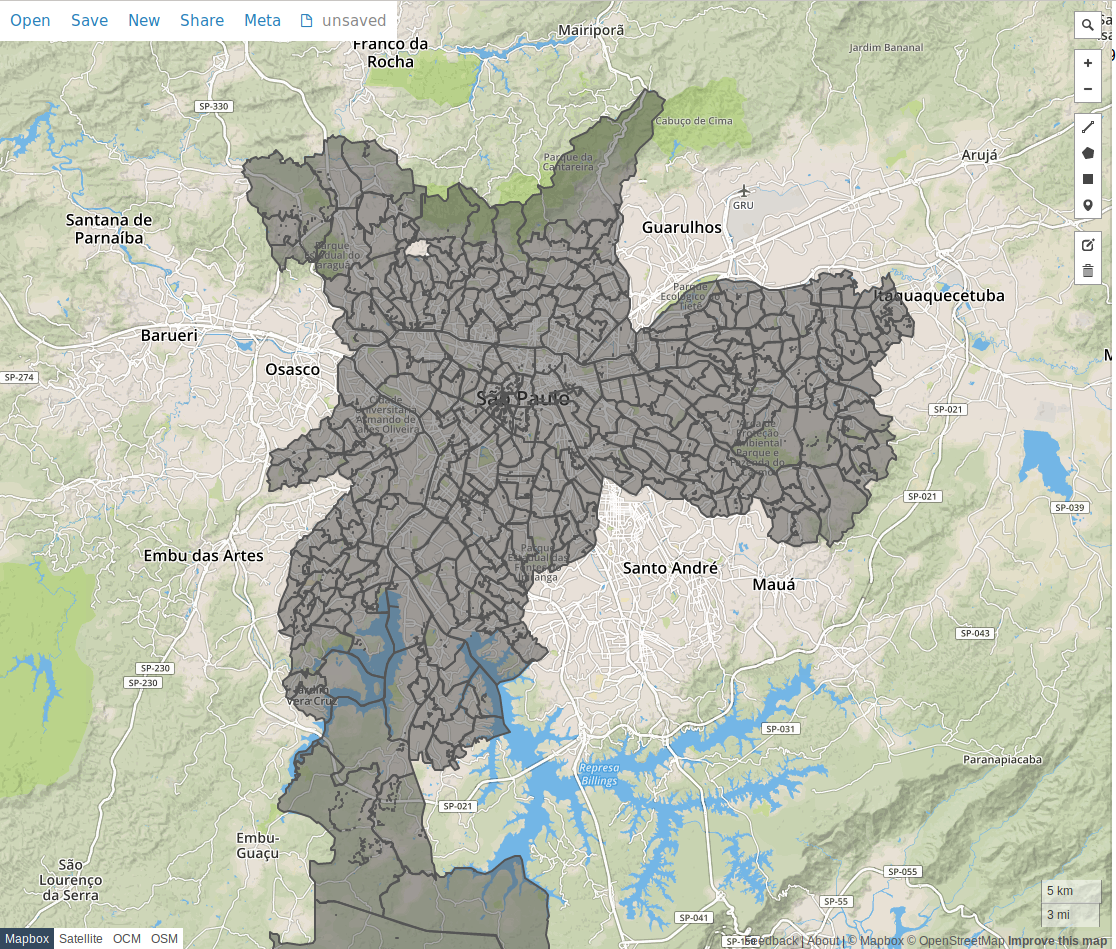 Open Save New Share Meta unsaved
Mairiporã
Franco da
Rocha
Jardim Bananal
SP-330
Cabuço de Cima
Parque da
Cantareira
Arujá
GRU
Santana de
Parnaíba
Guarulhos
Parque
Estadual do
Jaraguá
Parque
Ecológico do
Tietê
Itaquaquecetuba
Barueri
Osasco
SP-274
São Paulo
Cidade
Universitária
Armando de
Salles Oliveira
SP-021
Área de
Proteção
Ambiental
Parque e
Fazenda do
Carmo
SP-021
SP-039
Embu das Artes
Parque
Estadual das
Fontes do
Ipiranga
Santo André
Mauá
SP-043
SP-230
SP-230
Jardim
Vera Cruz
SP-031
Represa
Billings
Paranapiacaba
SP-021
Embu-
Guaçu
São
Lourenço
da Serra
SP-055
SP-55
SP-041
5 km
3 mi
Mapbox Satellite OCM OSM
Feedback | About | © Mapbox © OpenStreetMap Improve this map